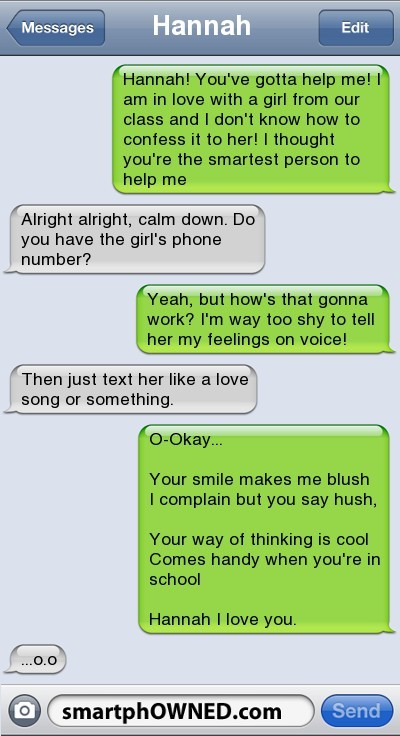 Messages
Hannah
Edit
Hannah! You've gotta help me! I
am in love with a girl from our
class and I don't know how to
confess it to her! I thought
you're the smartest person to
help me
Alright alright, calm down. Do
you have the girl's phone
number?
Yeah, but how's that gonna
work? I'm way too shy to tell
her my feelings on voice!
Then just text her like a love
song or something.
O-Okay...
Your smile makes me blush
I complain but you say hush,
Your way of thinking is cool
Comes handy when you're in
school
Hannah I love you.
...o.o
smartphOWNED.com
Send